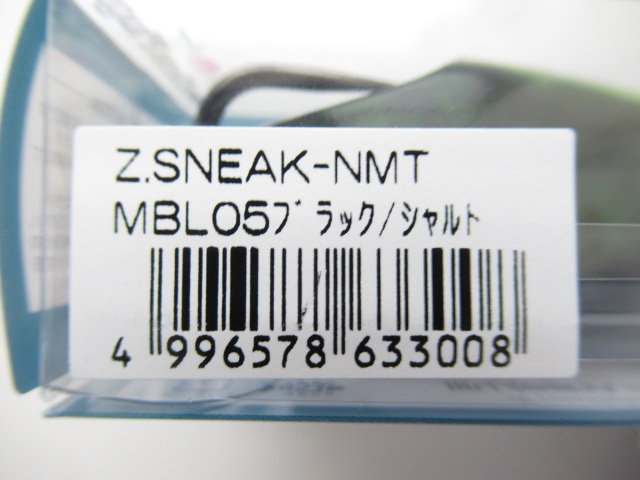 Z.SNEAK-NMT
MBL05ﾌﾞﾗｯｸ/ｼｬﾙﾄ
4 996578 633008